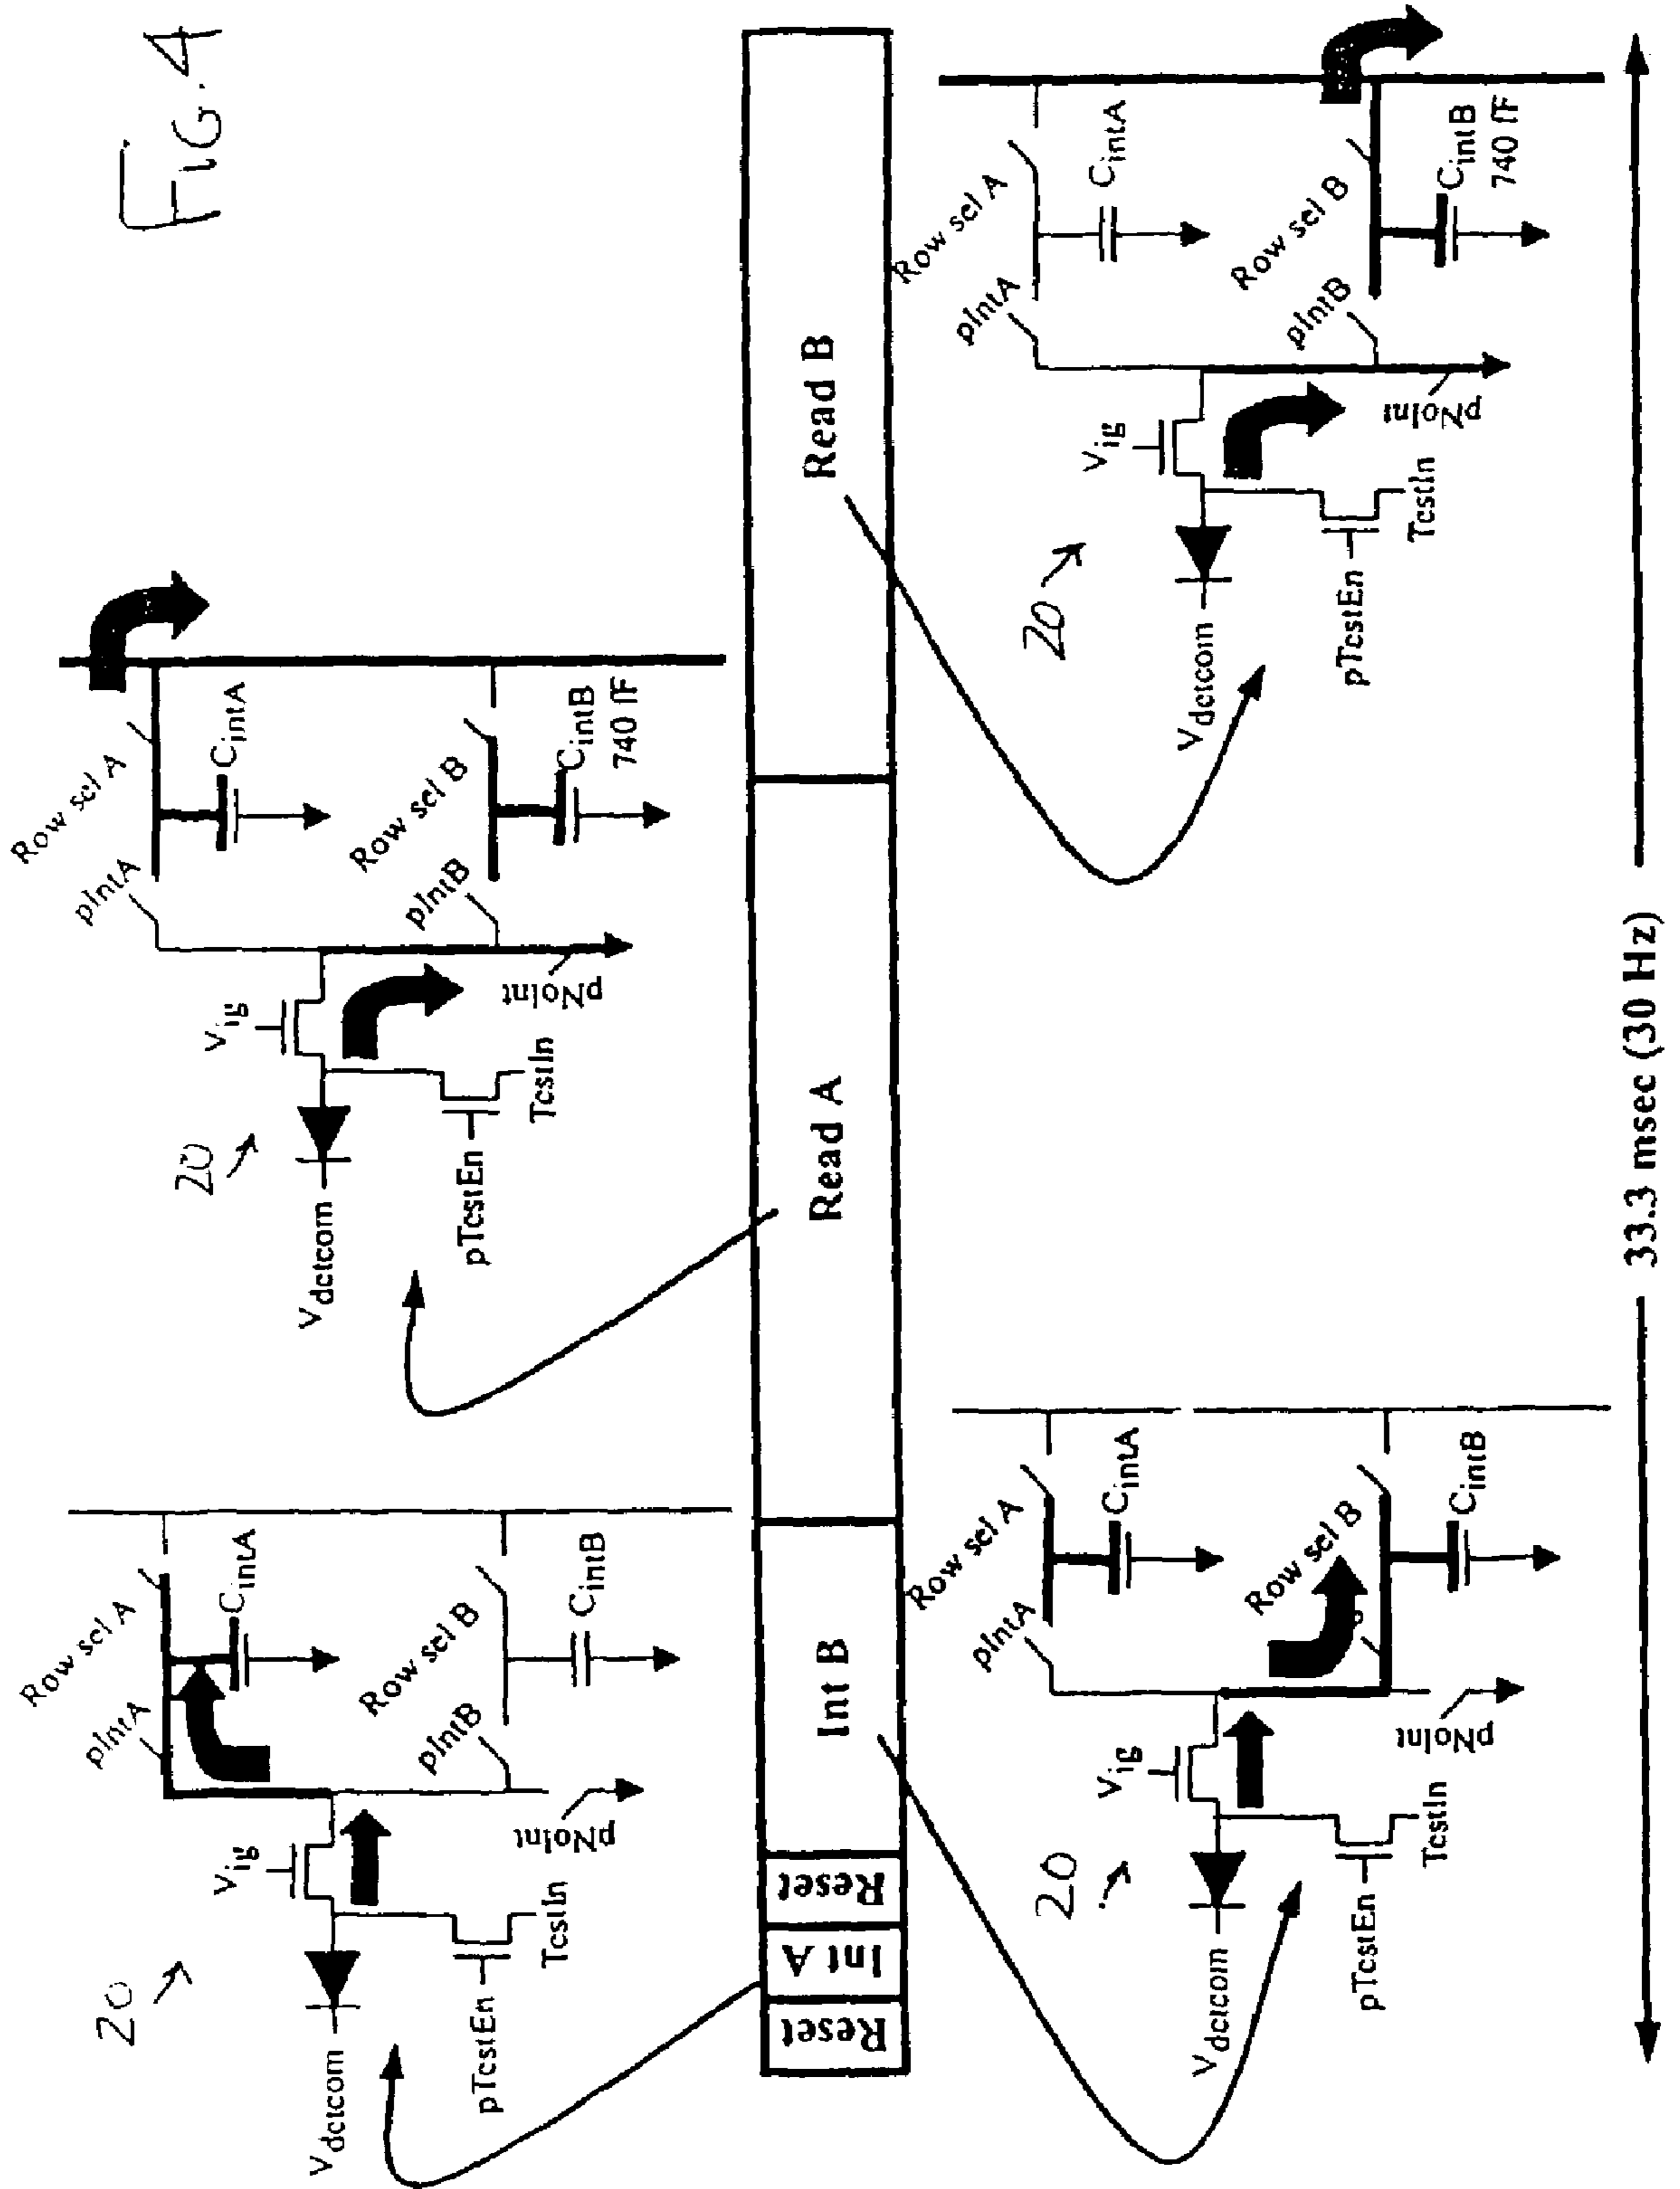 FIG. 4
20
Vdetcom
pTestEn
TestIn
Vig
pIntA
Row sel A
CintA
pIntB
Row sel B
CintB
pNoInt
20
Vdetcom
pTestEn
TestIn
Vig
pIntA
Row sel A
CintA
pIntB
Row sel B
CintB
740 fF
pNoInt
Reset
Int A
Reset
Int B
Read A
Read B
20
Vdetcom
pTestEn
TestIn
Vig
pIntA
Row sel A
CintA
Row sel B
CintB
pNoInt
20
Vdetcom
pTestEn
TestIn
Vig
pIntA
Row sel A
CintA
pIntB
Row sel B
CintB
740 fF
pNoInt
33.3 msec (30 Hz)